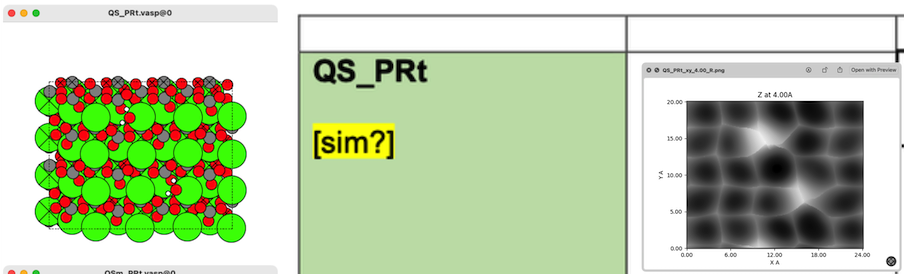 QS_PRt.vasp@0
QS_PRt
[sim?]
QS_PRt_xy_4.00_R.png
Open with Preview
Z at 4.00A
20.00
15.00
10.00
5.00
0.00
Y A
0.00
6.00
12.00
18.00
24.00
X A
QSm_PRt.vasp@0